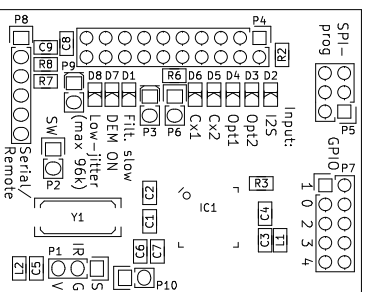 P8
P4
SPI-
prog
C9
C8
R8
P9
R7
R2
D8
D7
D1
R6
D6
D5
D4
D3
D2
P5
Filt. slow
DEM ON
Low-jitter
(max 96k)
P3
P6
Cx1
Cx2
Opt1
Opt2
I2S
Input:
Serial/
Remote
SW
P2
GPIO
P7
1
0
2
3
4
R3
C2
C1
IC1
C4
C3
L1
Y1
C6
C7
P1
IR
G
V
S
L2
C5
P10